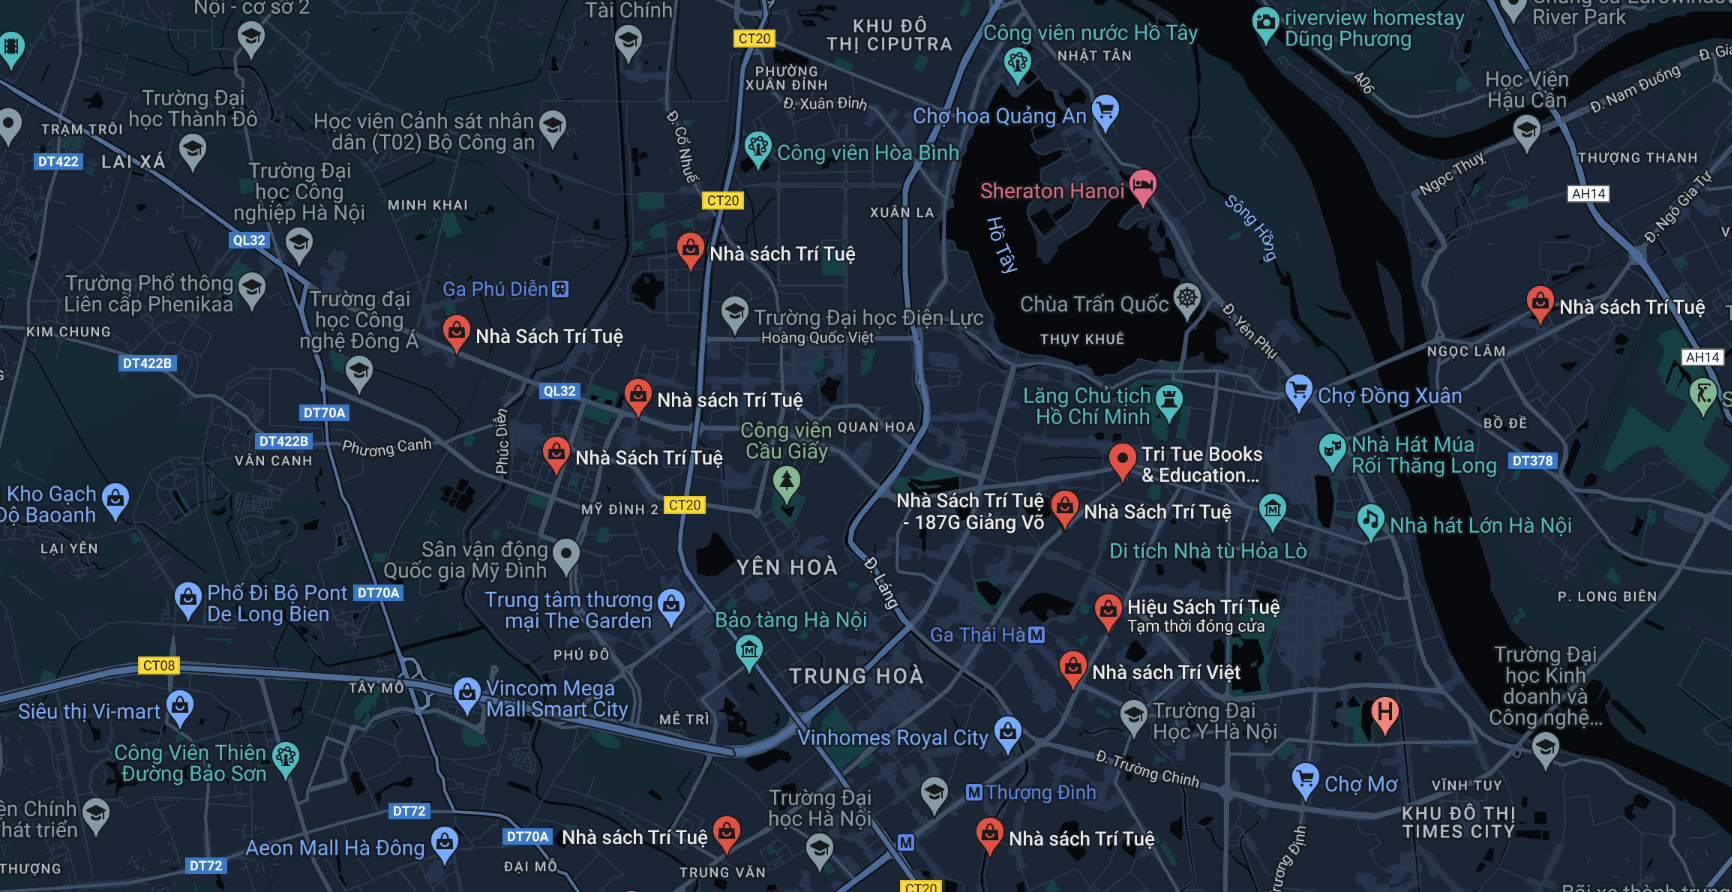 Nội - cơ sở 2
Tài Chính
CT20
KHU ĐÔ
THỊ CIPUTRA
Công viên nước Hồ Tây
NHẬT TÂN
riverview homestay
Dũng Phương
River Park
406
Học Viện
Hậu Cần
Đ. Nam Đuống
PHƯỜNG
XUÂN ĐỈNH
Đ. Xuân Đỉnh
Đ. Cổ Nhuế
Trường Đại
học Thành Đô
TRẠM TRÔI
DT422
LAI XÁ
Học viện Cảnh sát nhân
dân (T02) Bộ Công an
Chợ hoa Quảng An
Công viên Hòa Bình
THƯỢNG THANH
Ngọc Thụy
AH14
Đ. Ngô Gia Tự
Trường Đại
học Công
nghiệp Hà Nội
MINH KHAI
CT20
XUÂN LA
Sheraton Hanoi
Hồ Tây
Sông Hồng
QL32
Nhà sách Trí Tuệ
Trường Phổ thông
Liên cấp Phenikaa
Ga Phú Diễn
Trường đại
học Công
nghệ Đông Á
KIM CHUNG
Nhà Sách Trí Tuệ
Trường Đại học Điện Lực
Hoàng Quốc Việt
Chùa Trấn Quốc
THỤY KHUÊ
Đ. Yên Phụ
Nhà sách Trí Tuệ
NGỌC LÂM
AH14
DT422B
QL32
DT70A
Nhà sách Trí Tuệ
Lăng Chủ tịch
Hồ Chí Minh
Chợ Đồng Xuân
BỒ ĐỀ
DT422B
VÂN CANH
Phương Canh
Phúc Diễn
Nhà Sách Trí Tuệ
Công viên
Cầu Giấy
QUAN HOA
Tri Tue Books
& Education...
Nhà Hát Múa
Rối Thăng Long
DT378
Kho Gạch
Độ Baoanh
LẠI YÊN
MỸ ĐÌNH 2
CT20
Nhà Sách Trí Tuệ
- 187G Giảng Võ
Nhà Sách Trí Tuệ
Nhà hát Lớn Hà Nội
Di tích Nhà tù Hỏa Lò
Sân vận động
Quốc gia Mỹ Đình
YÊN HOÀ
Đ. Láng
Phố Đi Bộ Pont
De Long Bien
DT70A
Trung tâm thương
mại The Garden
Bảo tàng Hà Nội
Ga Thái Hà
Hiệu Sách Trí Tuệ
Tạm thời đóng cửa
P. LONG BIÊN
PHÚ ĐÔ
CT08
TÂY MỖ
TRUNG HOÀ
Nhà sách Trí Việt
Trường Đại
học Kinh
doanh và
Công nghệ...
Siêu thị Vi-mart
Vincom Mega
Mall Smart City
MỄ TRÌ
Vinhomes Royal City
Trường Đại
Học Y Hà Nội
H
Công Viên Thiên
Đường Bảo Sơn
Đ. Trường Chinh
Chợ Mơ
VĨNH TUY
KHU ĐÔ THỊ
TIMES CITY
DT72
Trường Đại
học Hà Nội
Thượng Đình
DT70A
Nhà sách Trí Tuệ
Nhà sách Trí Tuệ
Aeon Mall Hà Đông
DT72
ĐẠI MỖ
TRUNG VĂN
CT20